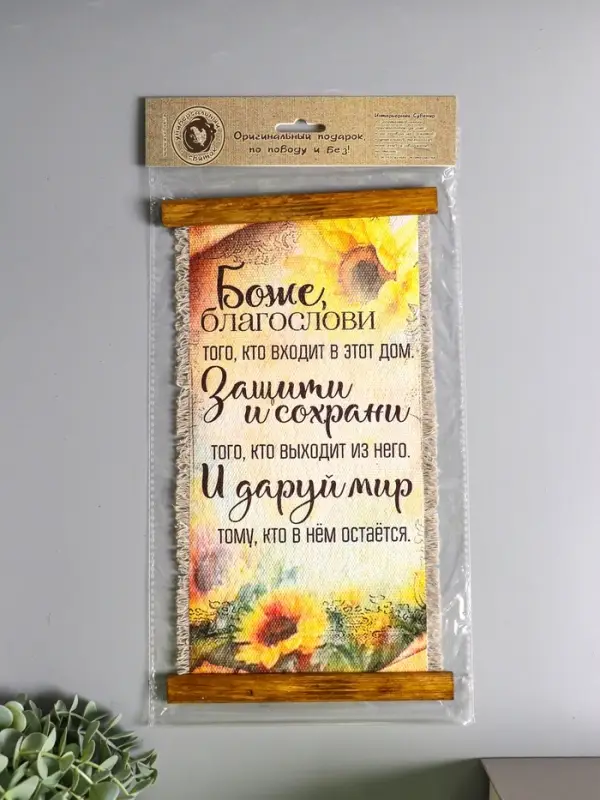 Оригинальный подарок,
по поводу и без!
Боже,
благослови
того, кто входит в этот дом.
Защити
и сохрани
того, кто выходит из него.
И даруй мир
тому, кто в нём остаётся.